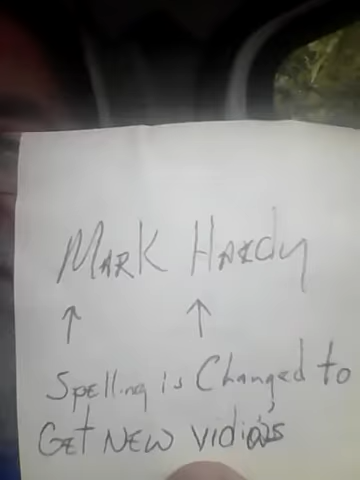 Mark Hardy
↑ ↑
Spelling is Changed to
Get New vidios